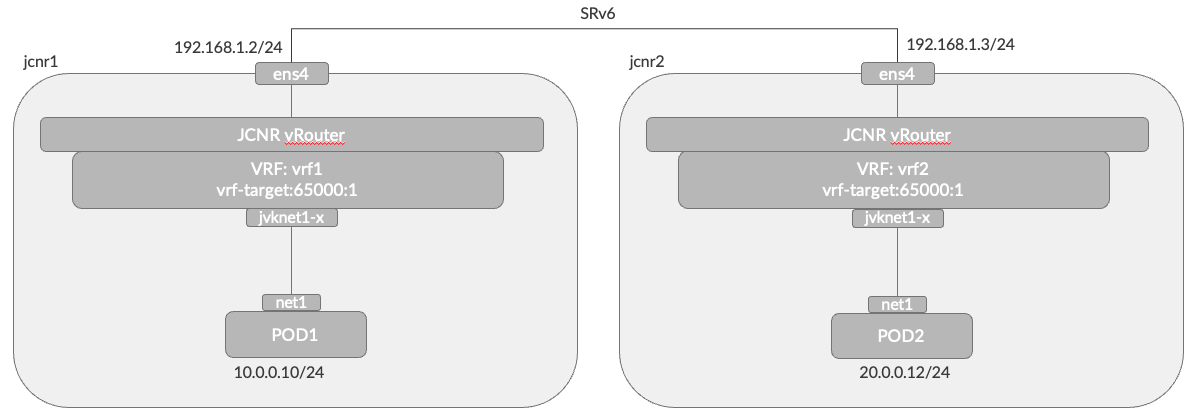 SRv6
192.168.1.2/24
192.168.1.3/24
jcnr1
jcnr2
ens4
ens4
JCNR vRouter
JCNR vRouter
VRF: vrf1
vrf-target:65000:1
VRF: vrf2
vrf-target:65000:1
jvknet1-x
jvknet1-x
net1
net1
POD1
POD2
10.0.0.10/24
20.0.0.12/24